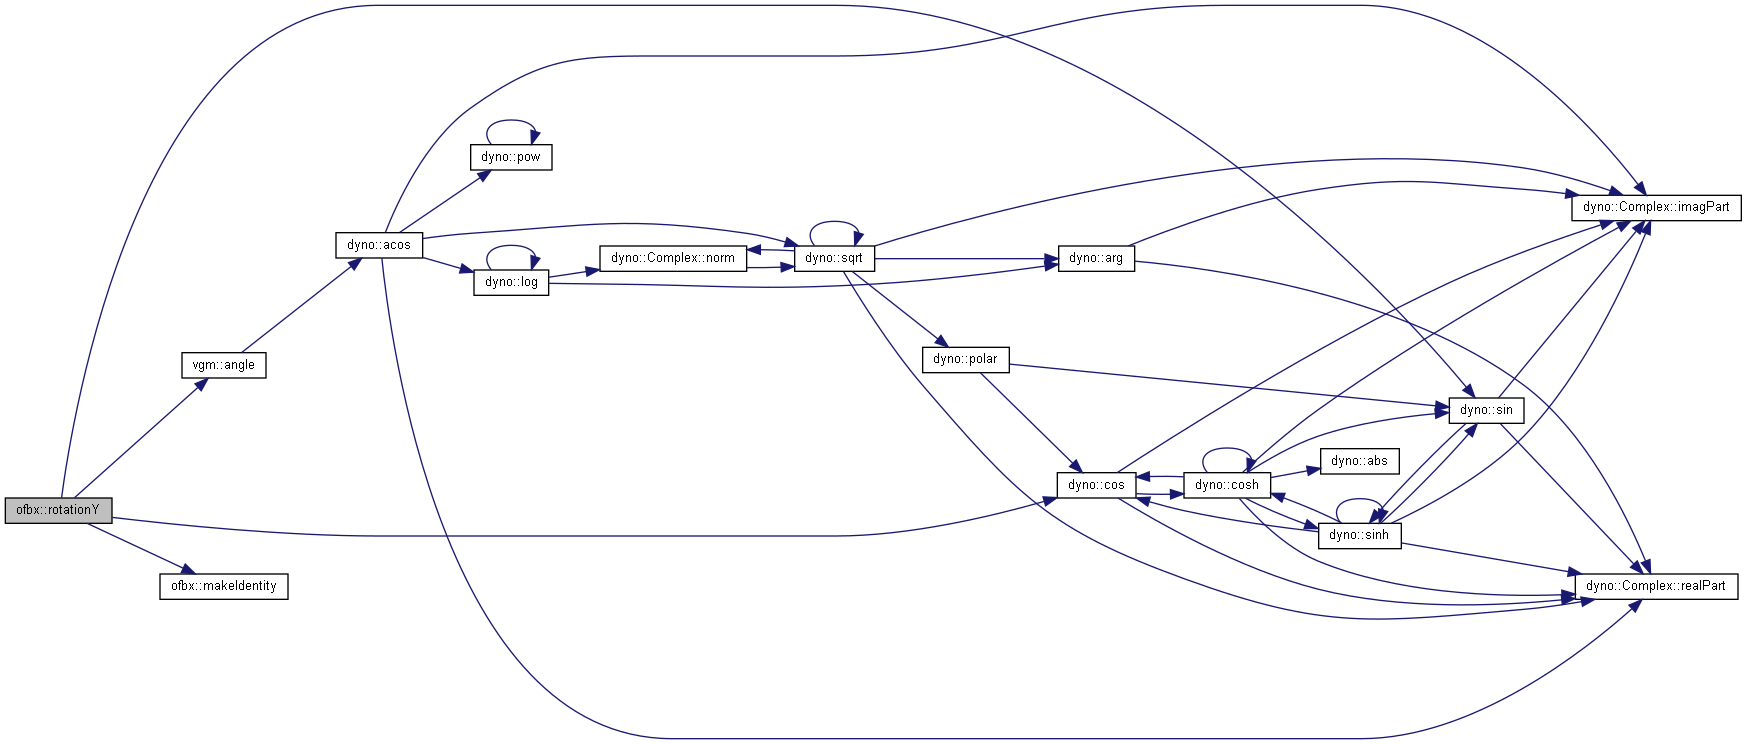 dyno::pow
dyno::Complex::imagPart
dyno::acos
dyno::Complex::norm
dyno::sqrt
dyno::arg
dyno::log
vgm::angle
dyno::polar
dyno::sin
dyno::abs
dyno::cos
dyno::cosh
ofbx::rotationY
dyno::sinh
ofbx::makeIdentity
dyno::Complex::realPart